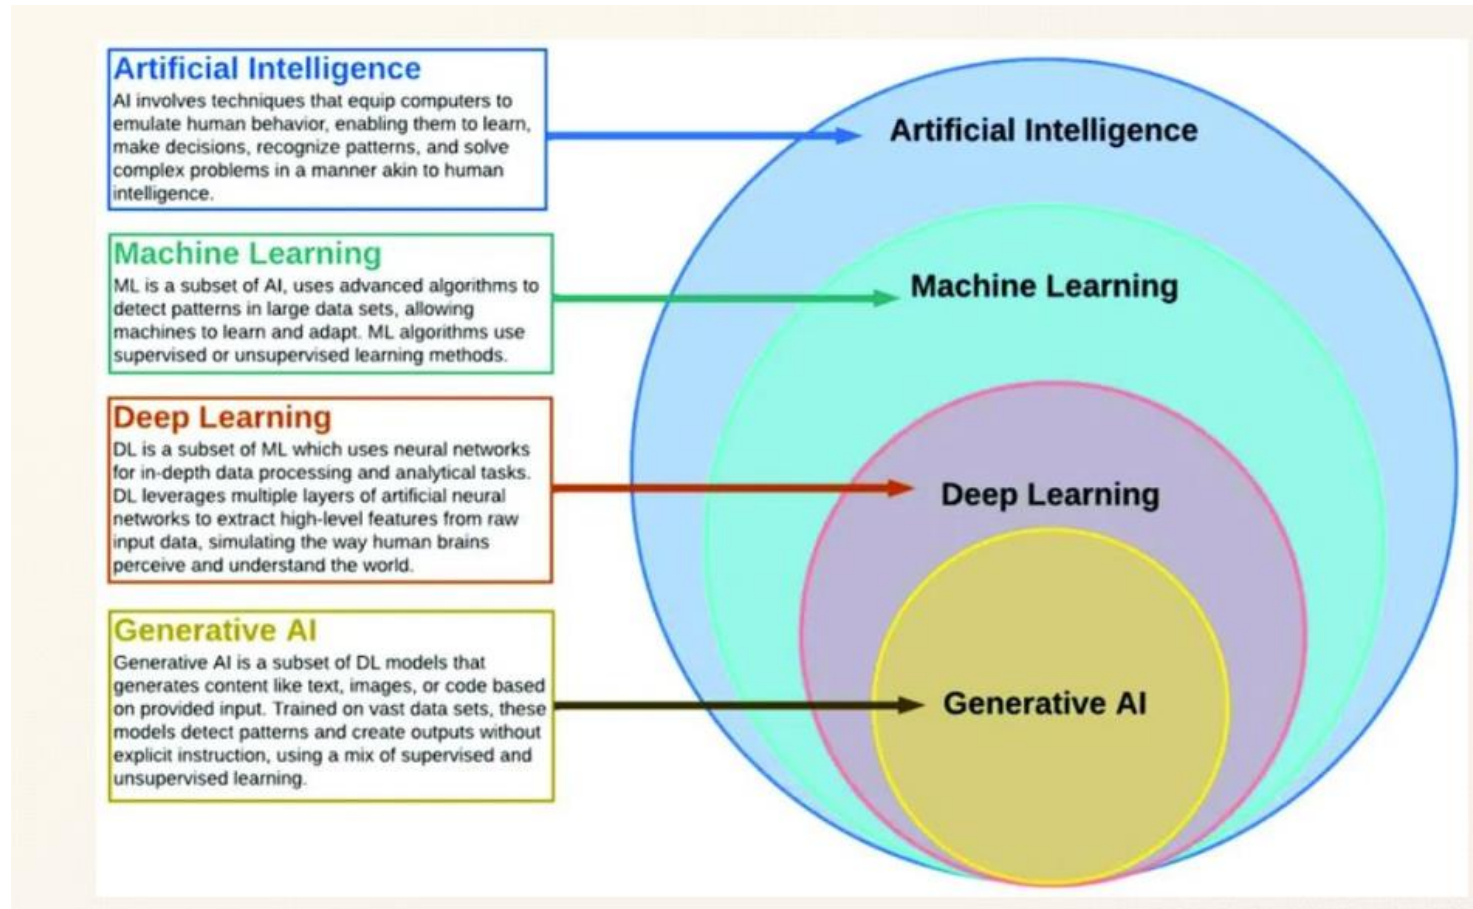 Artificial Intelligence
AI involves techniques that equip computers to
emulate human behavior, enabling them to learn,
make decisions, recognize patterns, and solve
complex problems in a manner akin to human
intelligence.
Machine Learning
ML is a subset of AI, uses advanced algorithms to
detect patterns in large data sets, allowing
machines to learn and adapt. ML algorithms use
supervised or unsupervised learning methods.
Deep Learning
DL is a subset of ML which uses neural networks
for in-depth data processing and analytical tasks.
DL leverages multiple layers of artificial neural
networks to extract high-level features from raw
input data, simulating the way human brains
perceive and understand the world.
Generative AI
Generative AI is a subset of DL models that
generates content like text, images, or code based
on provided input. Trained on vast data sets, these
models detect patterns and create outputs without
explicit instruction, using a mix of supervised and
unsupervised learning.
Artificial Intelligence
Machine Learning
Deep Learning
Generative AI